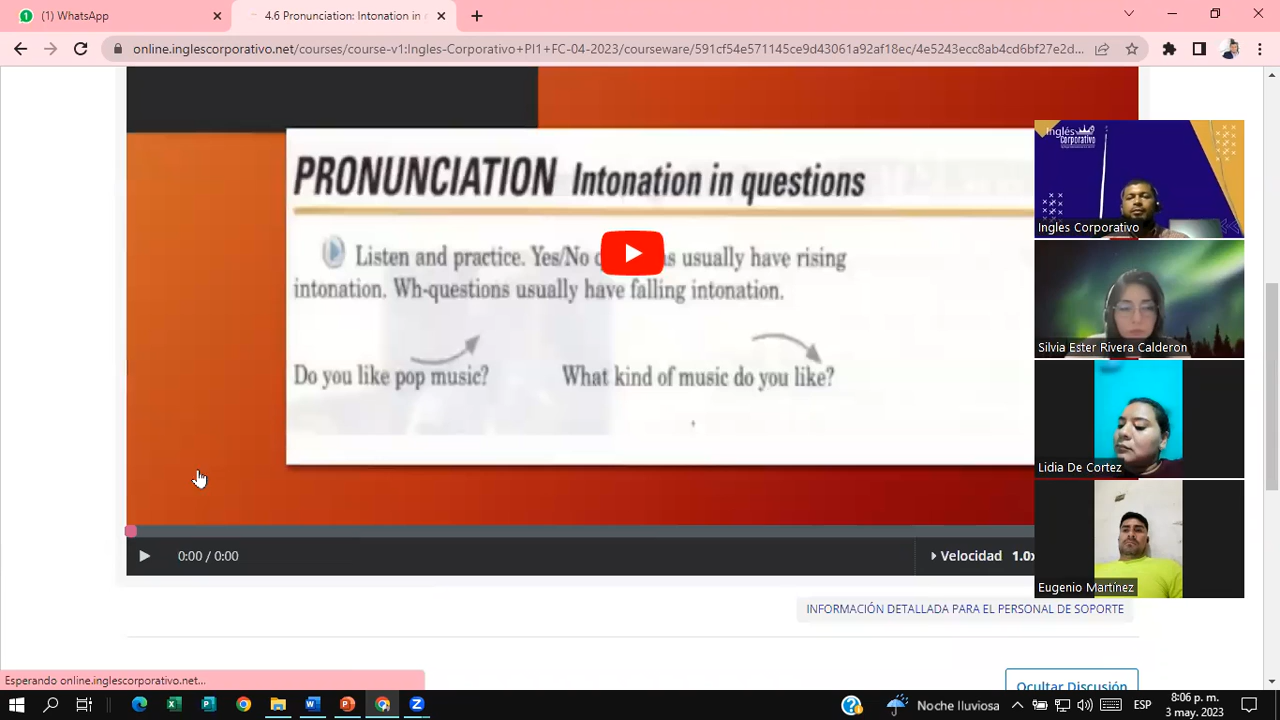 (1) WhatsApp
4.6 Pronunciation: Intonation in
online.inglescorporativo.net/courses/course-v1:Ingles-Corporativo+PI1+FC-04-2023/courseware/591cf54e571145ce9d43061a92af18ec/4e5243ecc8ab4cd6bf27e2d...
PRONUNCIATION Intonation in questions
Listen and practice. Yes/No usually have rising
intonation. Wh-questions usually have falling intonation.
Do you like pop music?
What kind of music do you like?
Inglés
corporativo
Ingles Corporativo
Silvia Ester Rivera Calderon
Lidia De Cortez
Eugenio Martínez
0:00 / 0:00
Velocidad 1.0x
INFORMACIÓN DETALLADA PARA EL PERSONAL DE SOPORTE
Ocultar Discusión
Esperando online.inglescorporativo.net...
Noche lluviosa
ESP
8:06 p. m.
3 may. 2023